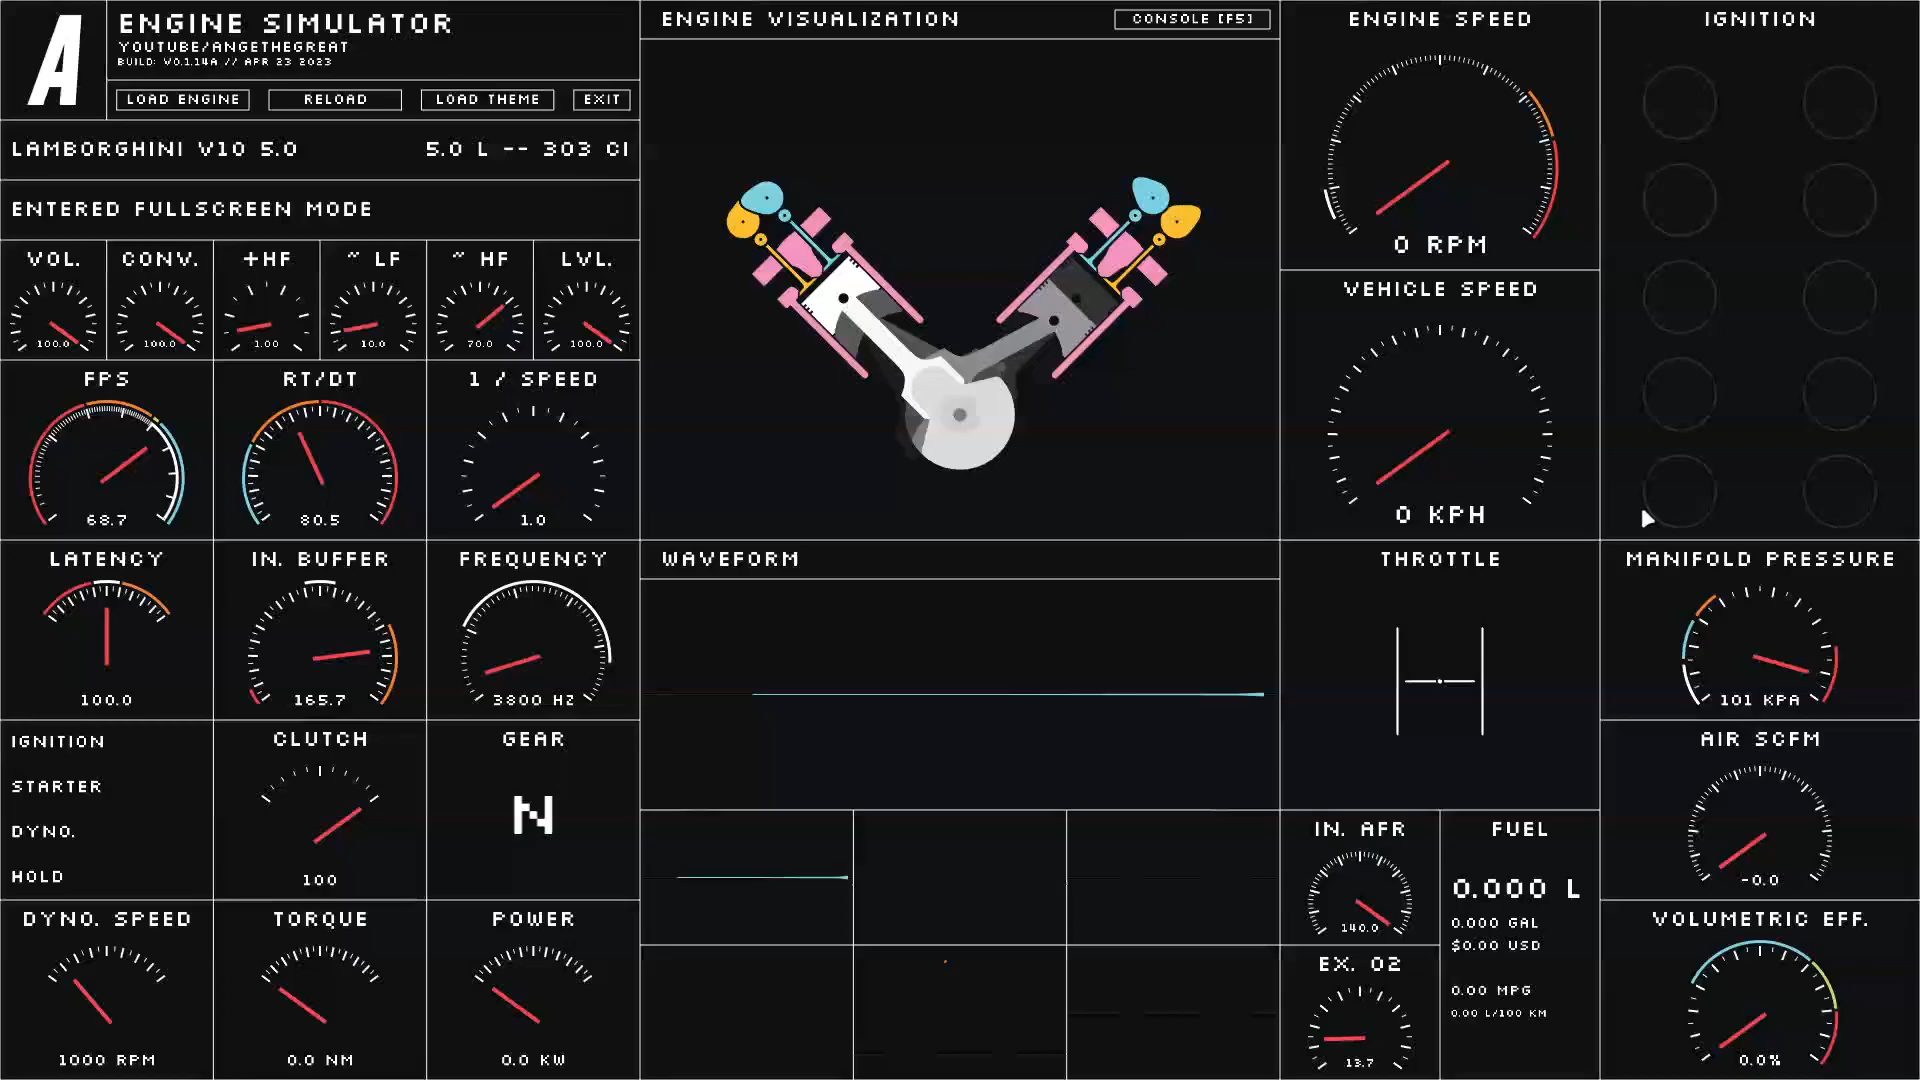 A
ENGINE SIMULATOR
YOUTUBE/ANGETHEGREAT
BUILD: V0.1.14A // APR 23 2023
LOAD ENGINE
RELOAD
LOAD THEME
EXIT
LAMBORGHINI V10 5.0
5.0 L -- 303 CI
ENTERED FULLSCREEN MODE
VOL.
CONV.
+HF
~ LF
~ HF
LVL.
100.0
100.0
1.00
10.0
70.0
100.0
FPS
RT/DT
1 / SPEED
68.7
80.5
1.0
LATENCY
IN. BUFFER
FREQUENCY
100.0
165.7
3800 HZ
IGNITION
STARTER
DYNO.
HOLD
CLUTCH
100
GEAR
N
DYNO. SPEED
TORQUE
POWER
1000 RPM
0.0 NM
0.0 KW
ENGINE VISUALIZATION
CONSOLE [F5]
WAVEFORM
ENGINE SPEED
0 RPM
VEHICLE SPEED
0 KPH
THROTTLE
IN. AFR
140.0
EX. O2
13.7
FUEL
0.000 L
0.000 GAL
$0.00 USD
0.00 MPG
0.00 L/100 KM
IGNITION
MANIFOLD PRESSURE
101 KPA
AIR SCFM
-0.0
VOLUMETRIC EFF.
0.0%